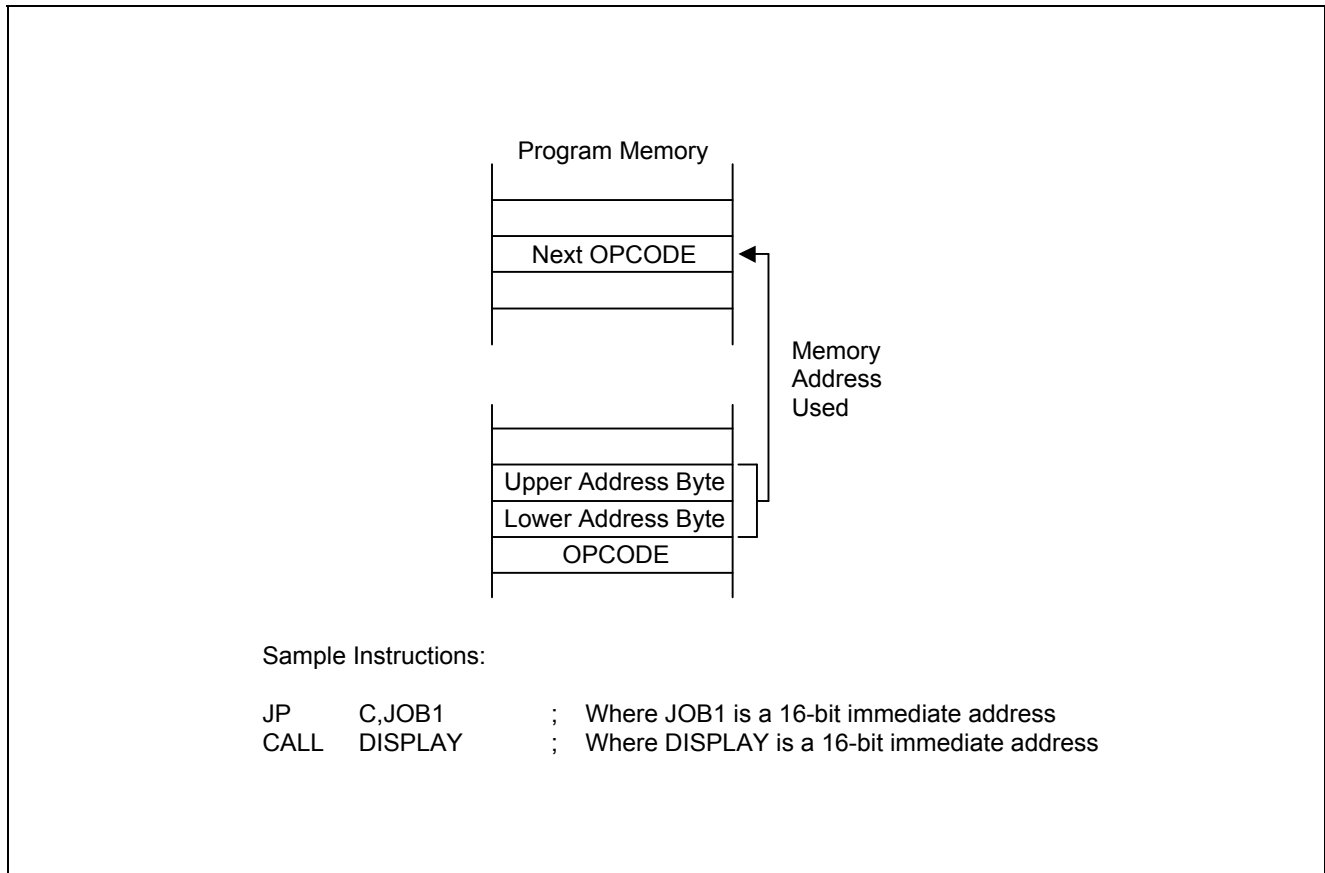 Program Memory
Next OPCODE
Memory
Address
Used
Upper Address Byte
Lower Address Byte
OPCODE
Sample Instructions:
JP C,JOB1 ; Where JOB1 is a 16-bit immediate address
CALL DISPLAY ; Where DISPLAY is a 16-bit immediate address